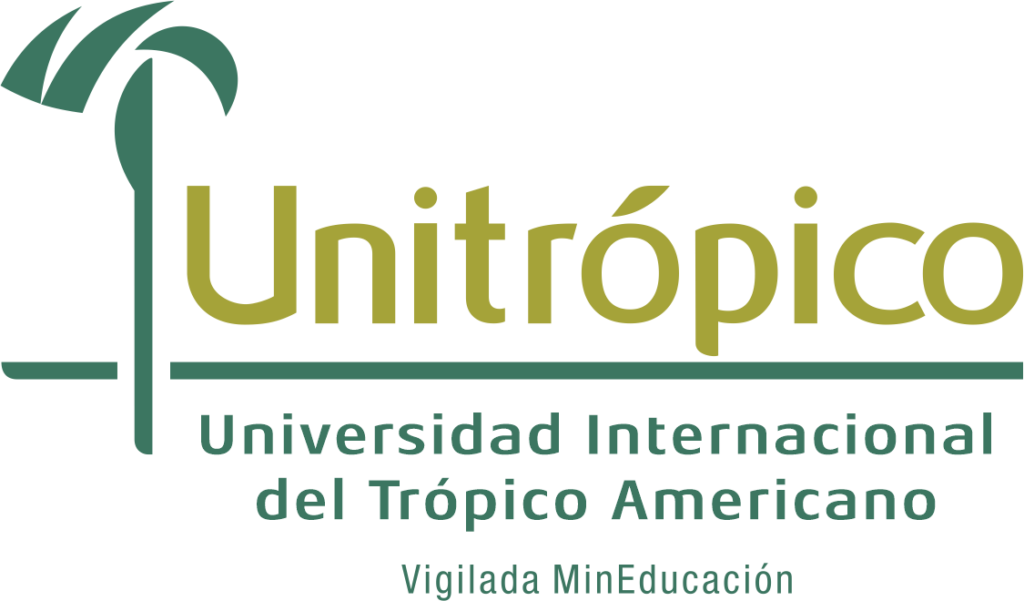 Unitrópico
Universidad Internacional
del Trópico Americano
Vigilada MinEducación